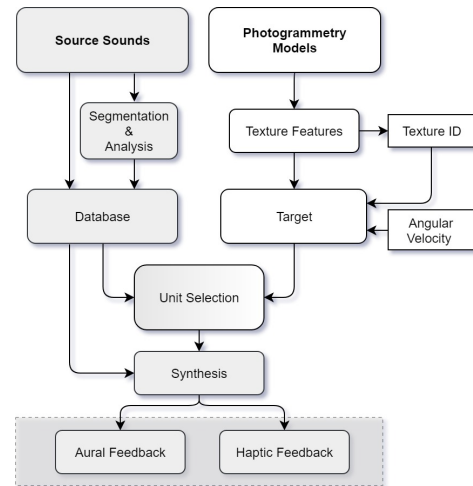 Source Sounds
Photogrammetry
Models
Segmentation
&
Analysis
Texture Features
Texture ID
Database
Target
Angular
Velocity
Unit Selection
Synthesis
Aural Feedback
Haptic Feedback